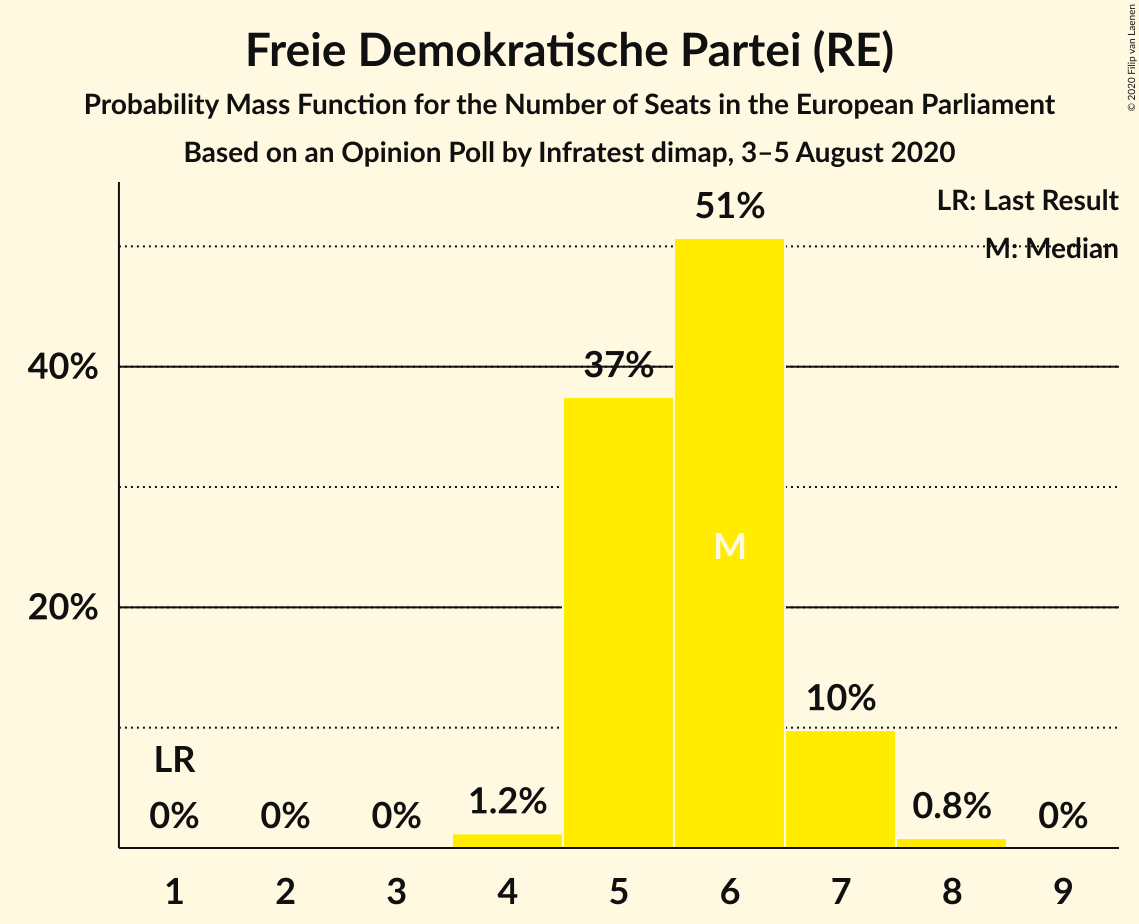 Freie Demokratische Partei (RE)
Probability Mass Function for the Number of Seats in the European Parliament
Based on an Opinion Poll by Infratest dimap, 3–5 August 2020
© 2020 Filip van Laenen
LR: Last Result
M: Median
51%
40%
37%
M
20%
10%
LR
0%
0%
0%
1.2%
0.8%
0%
1 2 3 4 5 6 7 8 9